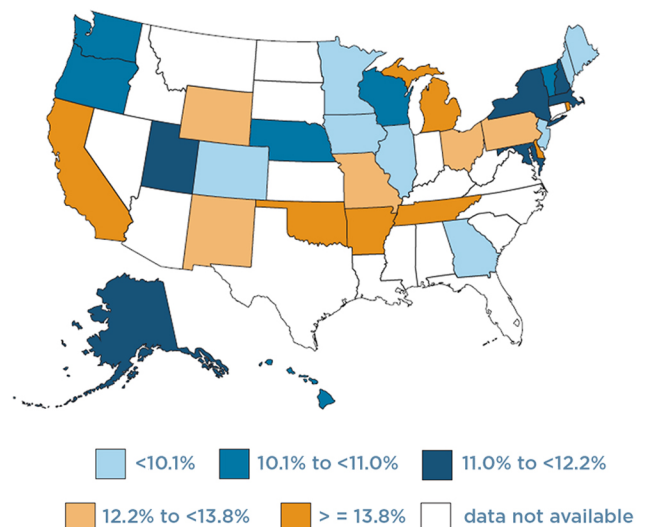 <10.1% 10.1% to <11.0% 11.0% to <12.2%
12.2% to <13.8% > = 13.8% data not available